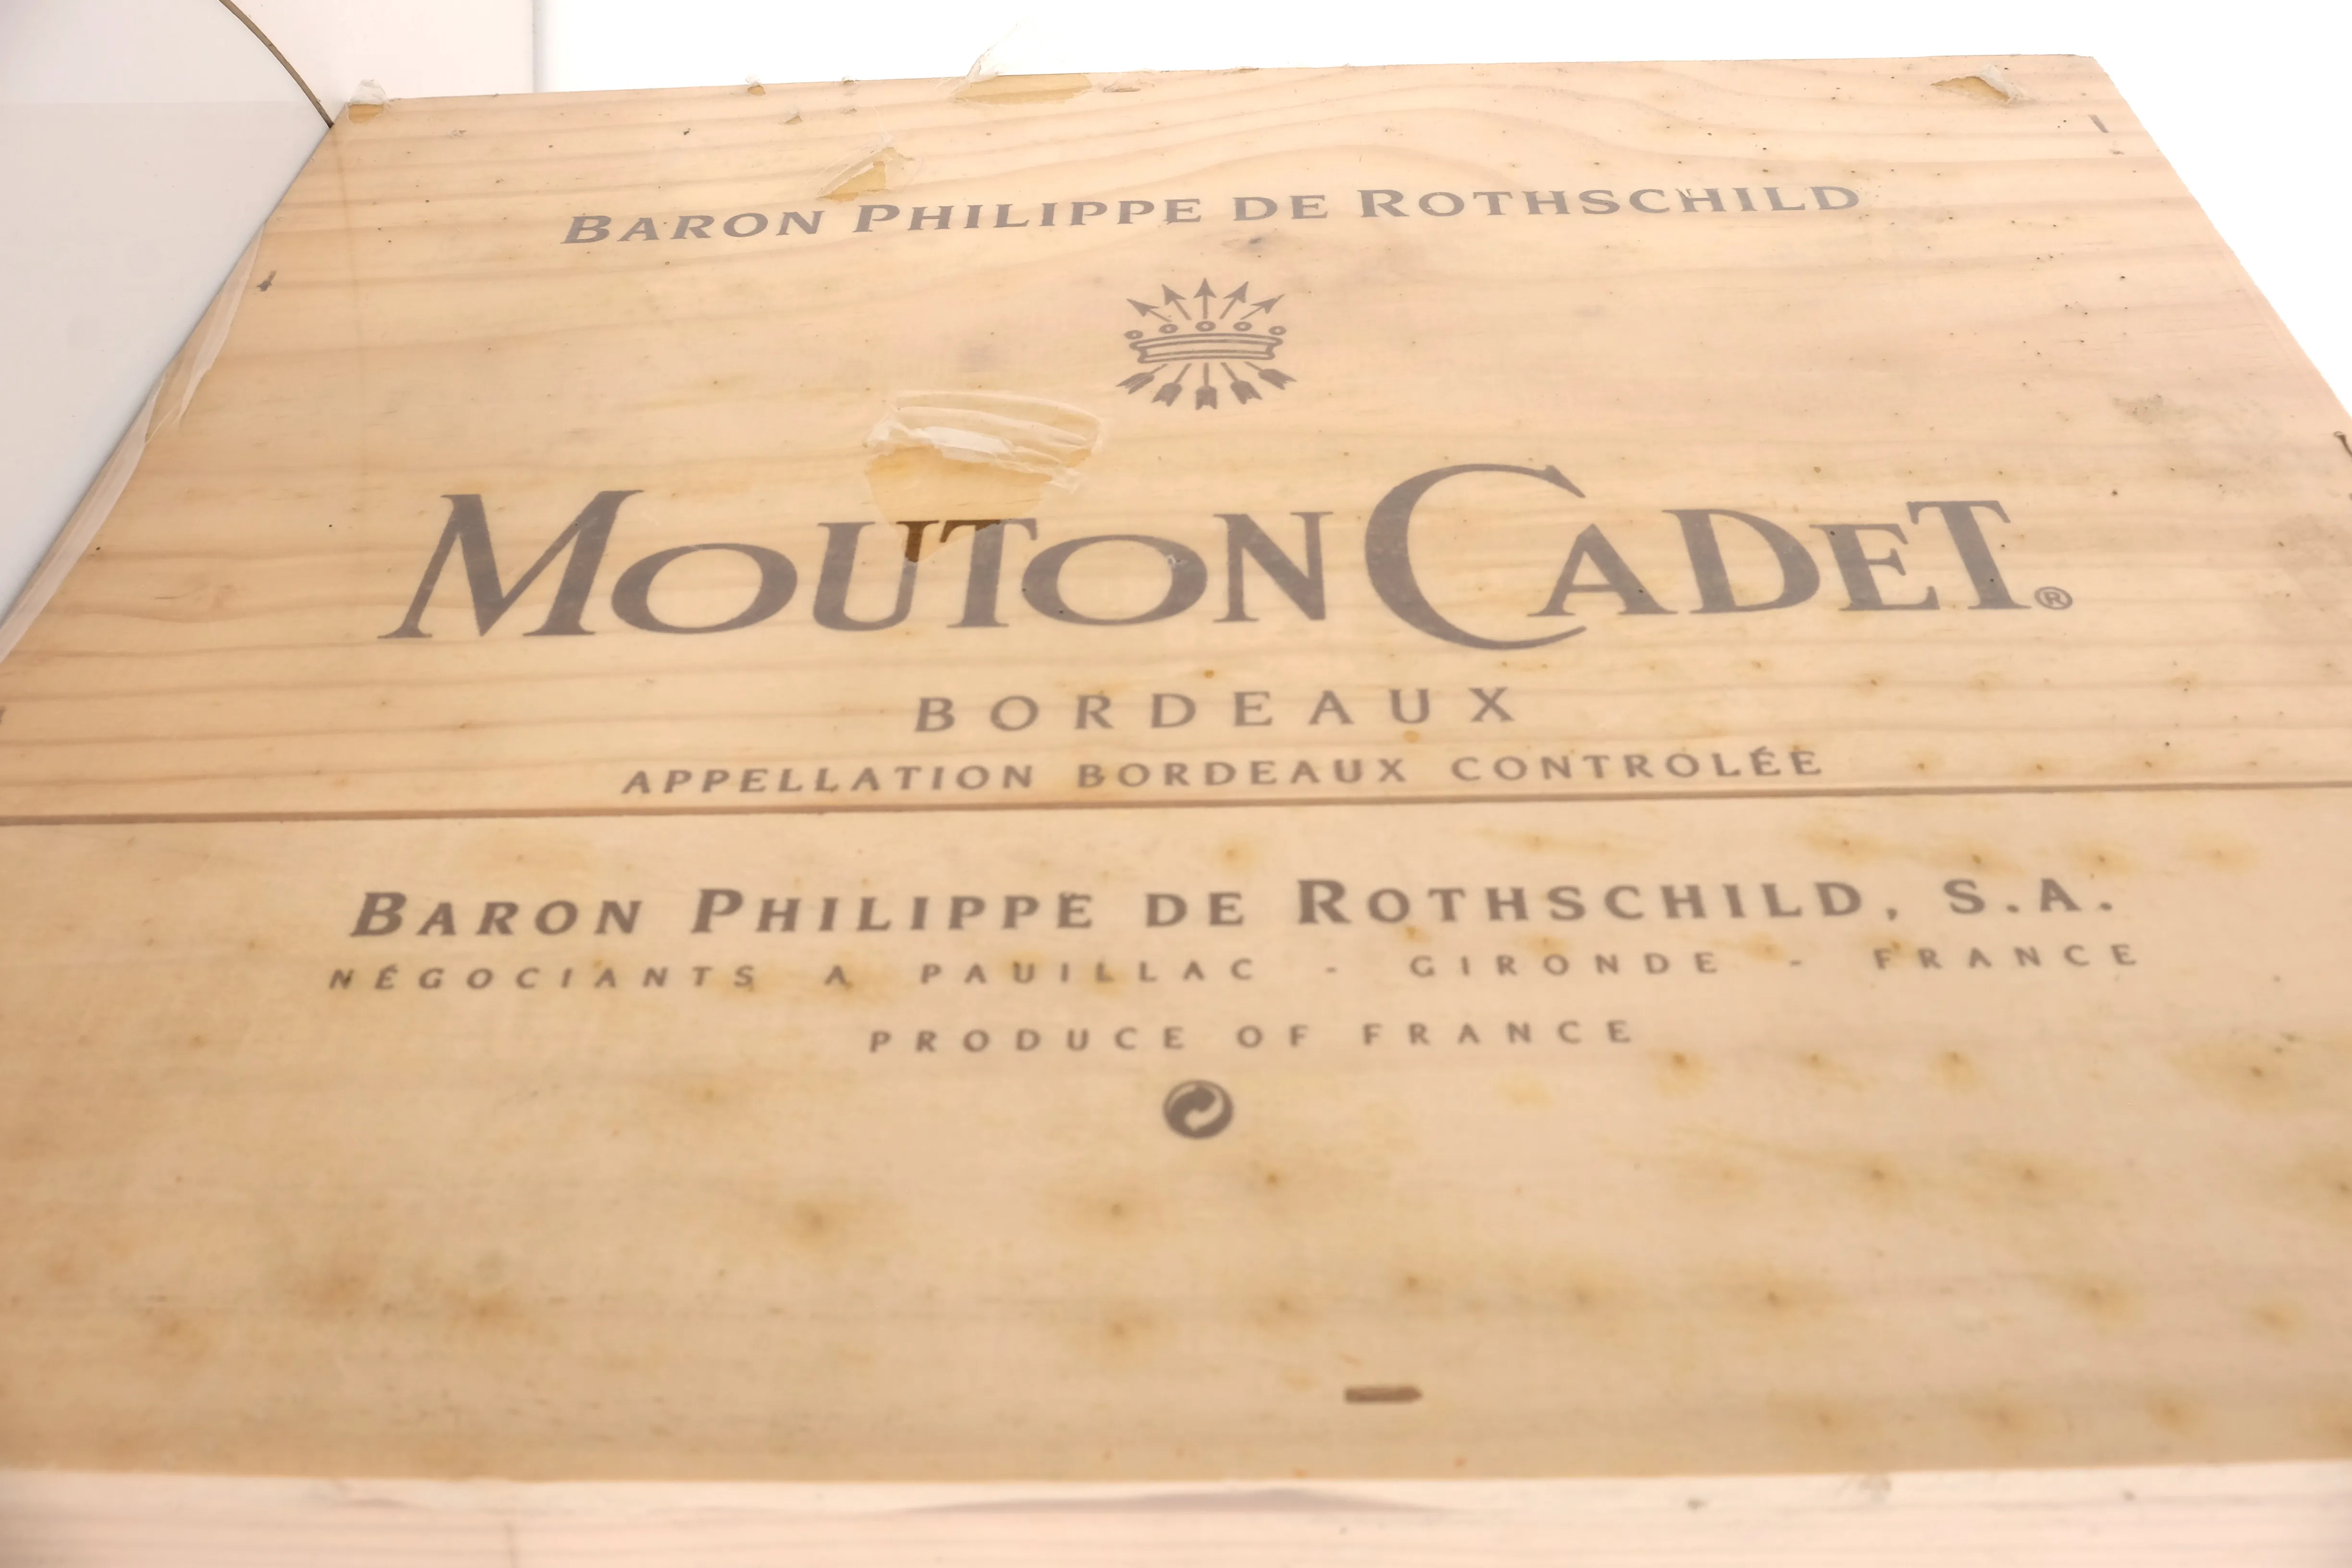 BARON PHILIPPE DE ROTHSCHILD
MOUTON CADET®
BORDEAUX
APPELLATION BORDEAUX CONTROLÉE
BARON PHILIPPE DE ROTHSCHILD, S.A.
NÉGOCIANTS A PAUILLAC - GIRONDE - FRANCE
PRODUCE OF FRANCE